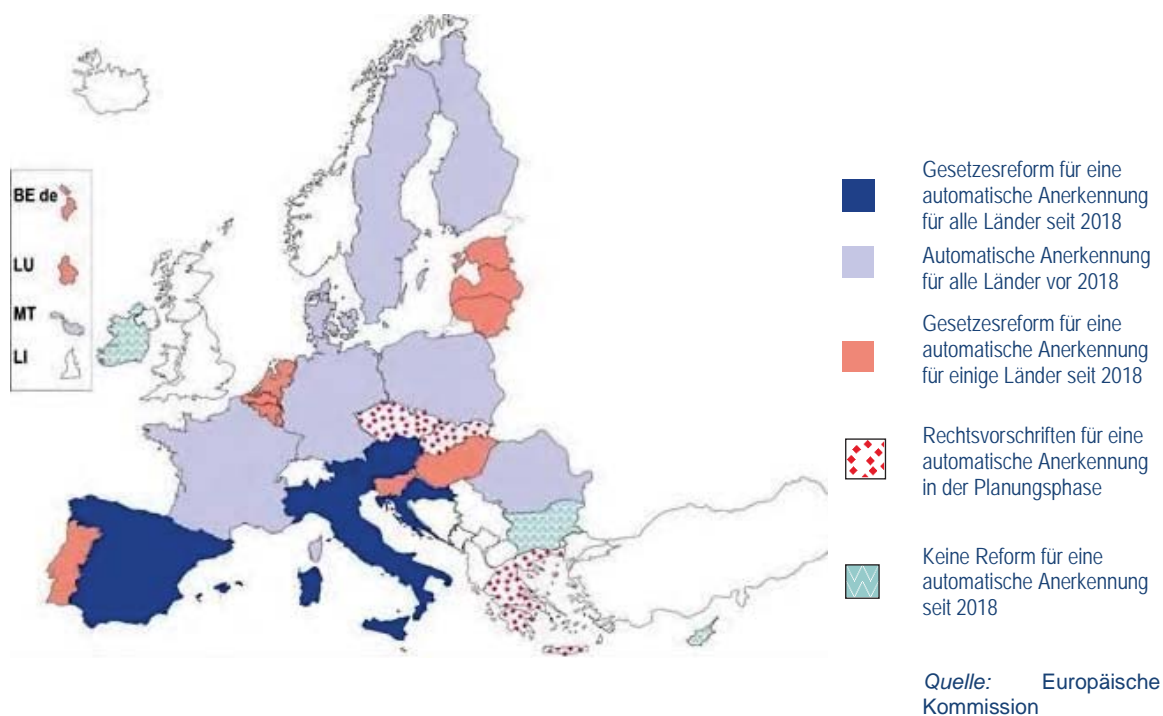 BE de
LU
MT
LI
Gesetzesreform für eine
automatische Anerkennung
für alle Länder seit 2018
Automatische Anerkennung
für alle Länder vor 2018
Gesetzesreform für eine
automatische Anerkennung
für einige Länder seit 2018
Rechtsvorschriften für eine
automatische Anerkennung
in der Planungsphase
Keine Reform für eine
automatische Anerkennung
seit 2018
Quelle: Europäische
Kommission